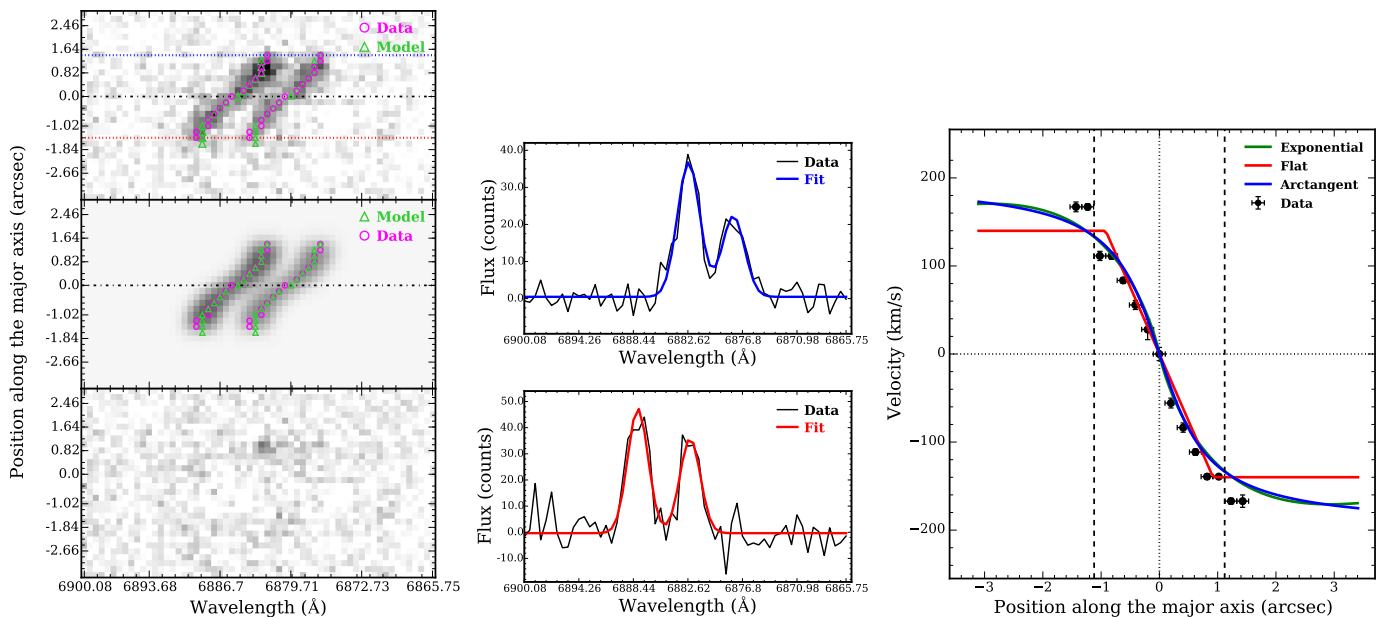 Position along the major axis (arcsec)
2.46
1.64
0.82
0.0
-1.02
-1.84
-2.66
Data
Model
2.46
1.64
0.82
0.0
-1.02
-1.84
-2.66
Model
Data
2.46
1.64
0.82
0.0
-1.02
-1.84
-2.66
6900.08 6893.68 6886.7 6879.71 6872.73 6865.75
Wavelength (Å)
Flux (counts)
40.0
30.0
20.0
10.0
0.0
Data
Fit
6900.08 6894.26 6888.44 6882.62 6876.8 6870.98 6865.75
Wavelength (Å)
Flux (counts)
50.0
40.0
30.0
20.0
10.0
0.0
-10.0
Data
Fit
6900.08 6894.26 6888.44 6882.62 6876.8 6870.98 6865.75
Wavelength (Å)
Velocity (km/s)
200
100
0
−100
−200
Exponential
Flat
Arctangent
Data
−3 −2 −1 0 1 2 3
Position along the major axis (arcsec)